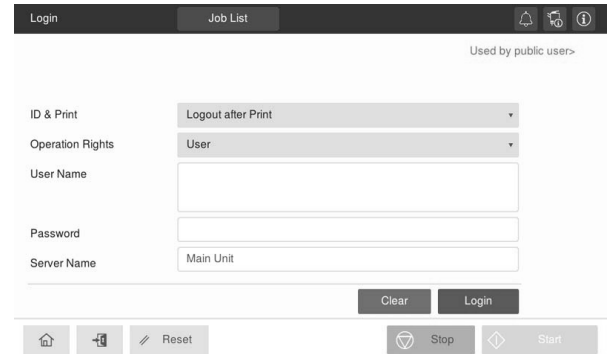 Login Job List
Used by public user>
ID & Print Logout after Print
Operation Rights User
User Name
Password
Server Name Main Unit
Clear Login
Reset Stop Start